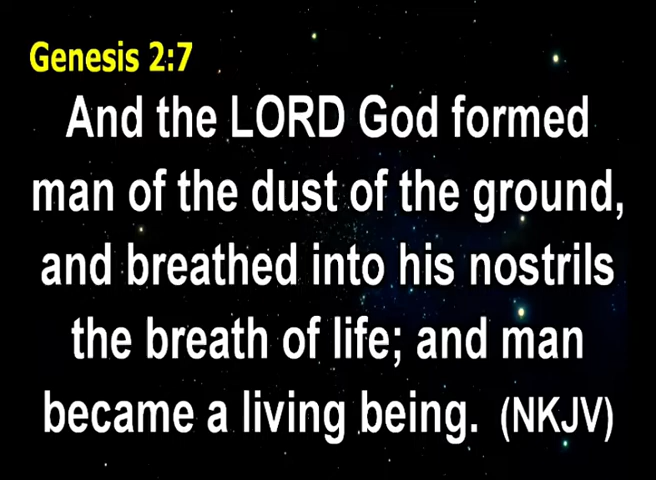 Genesis 2:7
And the LORD God formed
man of the dust of the ground,
and breathed into his nostrils
the breath of life; and man
became a living being. (NKJV)